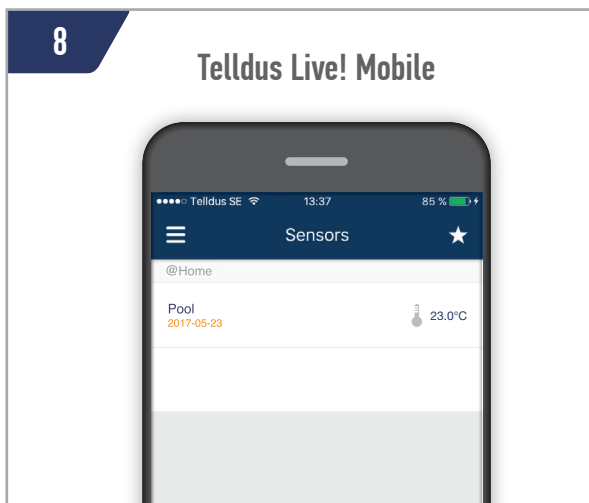 8
Telldus Live! Mobile
Telldus SE 13:37 85 %
Sensors
@Home
Pool 23.0°C
2017-05-23